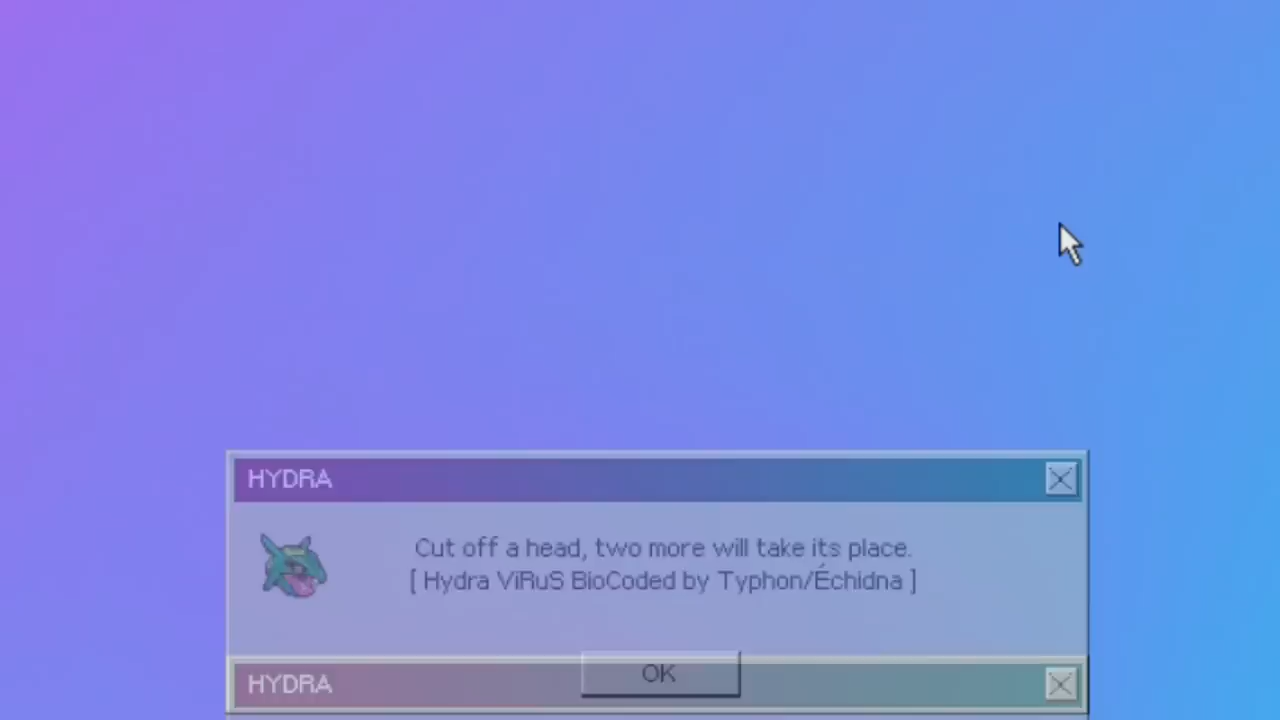 HYDRA
Cut off a head, two more will take its place.
[ Hydra ViRuS BioCoded by Typhon/Échidna ]
OK
HYDRA